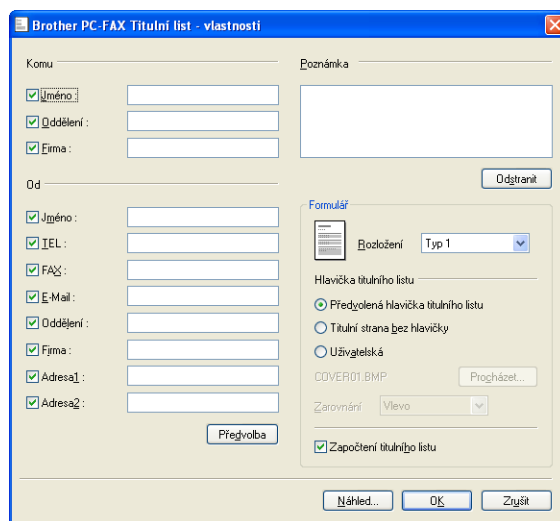 Brother PC-FAX Titulní list - vlastnosti
Komu
Jméno :
Oddělení :
Firma :
Od
Jméno :
TEL :
FAX :
E-Mail :
Oddělení :
Firma :
Adresa1 :
Adresa2 :
Předvolba
Poznámka
Odstranit
Formulář
Rozložení
Typ 1
Hlavička titulního listu
Předvolená hlavička titulního listu
Titulní strana bez hlavičky
Uživatelská
COVER01.BMP
Procházet...
Zarovnání
Vlevo
Započtení titulního listu
Náhled...
OK
Zrušit